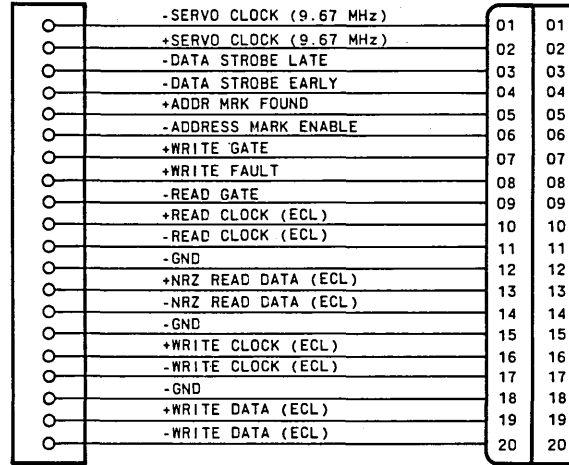 -SERVO CLOCK (9.67 MHz) 01 01
+SERVO CLOCK (9.67 MHz) 02 02
-DATA STROBE LATE 03 03
-DATA STROBE EARLY 04 04
+ADDR MRK FOUND 05 05
-ADDRESS MARK ENABLE 06 06
+WRITE GATE 07 07
+WRITE FAULT 08 08
-READ GATE 09 09
+READ CLOCK (ECL) 10 10
-READ CLOCK (ECL) 11 11
-GND 12 12
+NRZ READ DATA (ECL) 13 13
-NRZ READ DATA (ECL) 14 14
-GND 15 15
+WRITE CLOCK (ECL) 16 16
-WRITE CLOCK (ECL) 17 17
-GND 18 18
+WRITE DATA (ECL) 19 19
-WRITE DATA (ECL) 20 20